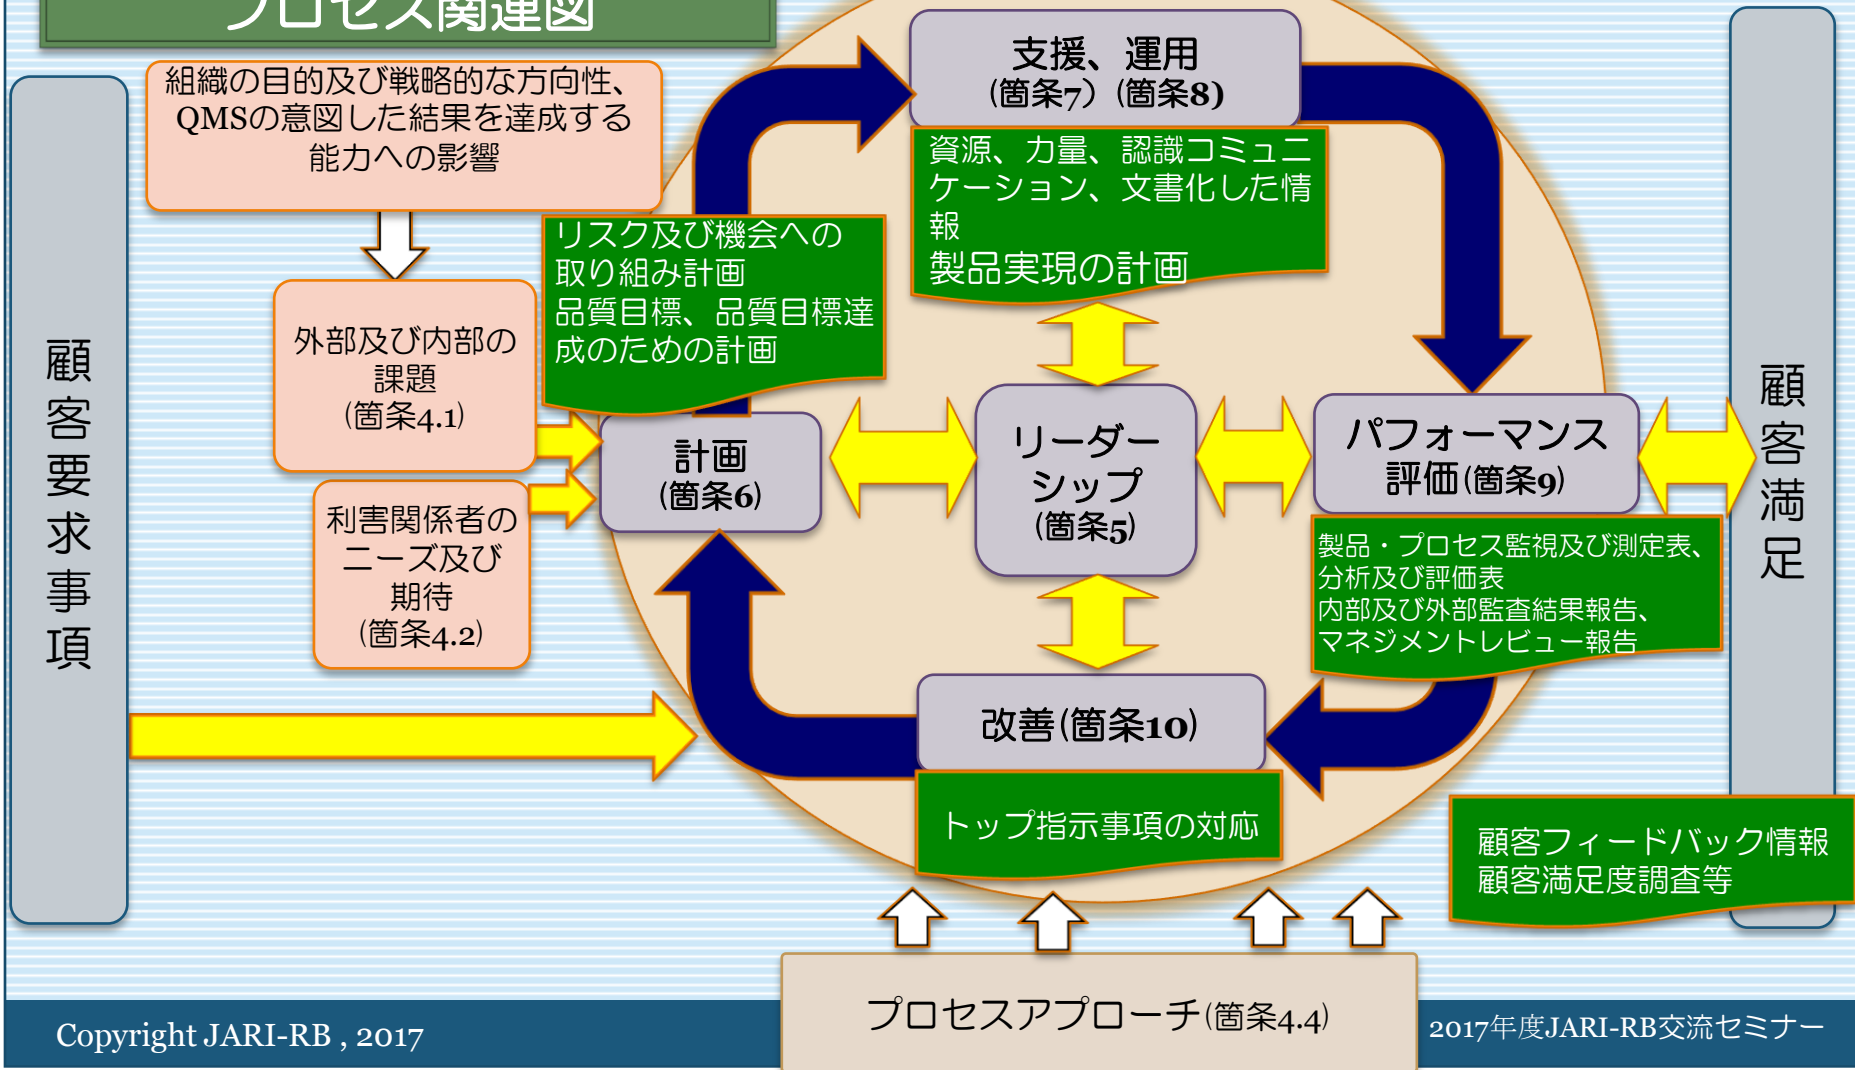 プロセス関連図
組織の目的及び戦略的な方向性、
QMSの意図した結果を達成する
能力への影響
外部及び内部の
課題
(箇条4.1)
利害関係者の
ニーズ及び
期待
(箇条4.2)
顧客要求事項
リスク及び機会への
取り組み計画
品質目標、品質目標達
成のための計画
計画
(箇条6)
支援、運用
(箇条7) (箇条8)
資源、力量、認識コミュニ
ケーション、文書化した情
報
製品実現の計画
リーダー
シップ
(箇条5)
パフォーマンス
評価(箇条9)
製品・プロセス監視及び測定表、
分析及び評価表
内部及び外部監査結果報告、
マネジメントレビュー報告
改善(箇条10)
トップ指示事項の対応
顧客満足
顧客フィードバック情報
顧客満足度調査等
プロセスアプローチ(箇条4.4)
Copyright JARI-RB , 2017
2017年度JARI-RB交流セミナー